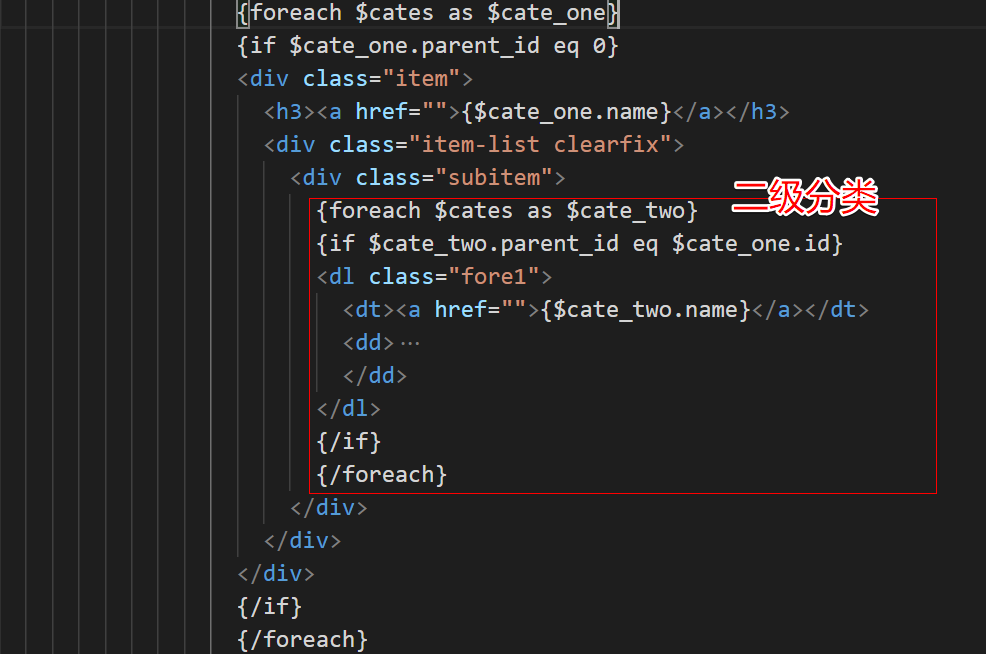 {foreach $cates as $cate_one}
{if $cate_one.parent_id eq 0}
<div class="item">
<h3><a href="">{$cate_one.name}</a></h3>
<div class="item-list clearfix">
<div class="subitem">
二级分类
{foreach $cates as $cate_two}
{if $cate_two.parent_id eq $cate_one.id}
<dl class="fore1">
<dt><a href="">{$cate_two.name}</a></dt>
<dd>···
</dd>
</dl>
{/if}
{/foreach}
</div>
</div>
</div>
{/if}
{/foreach}